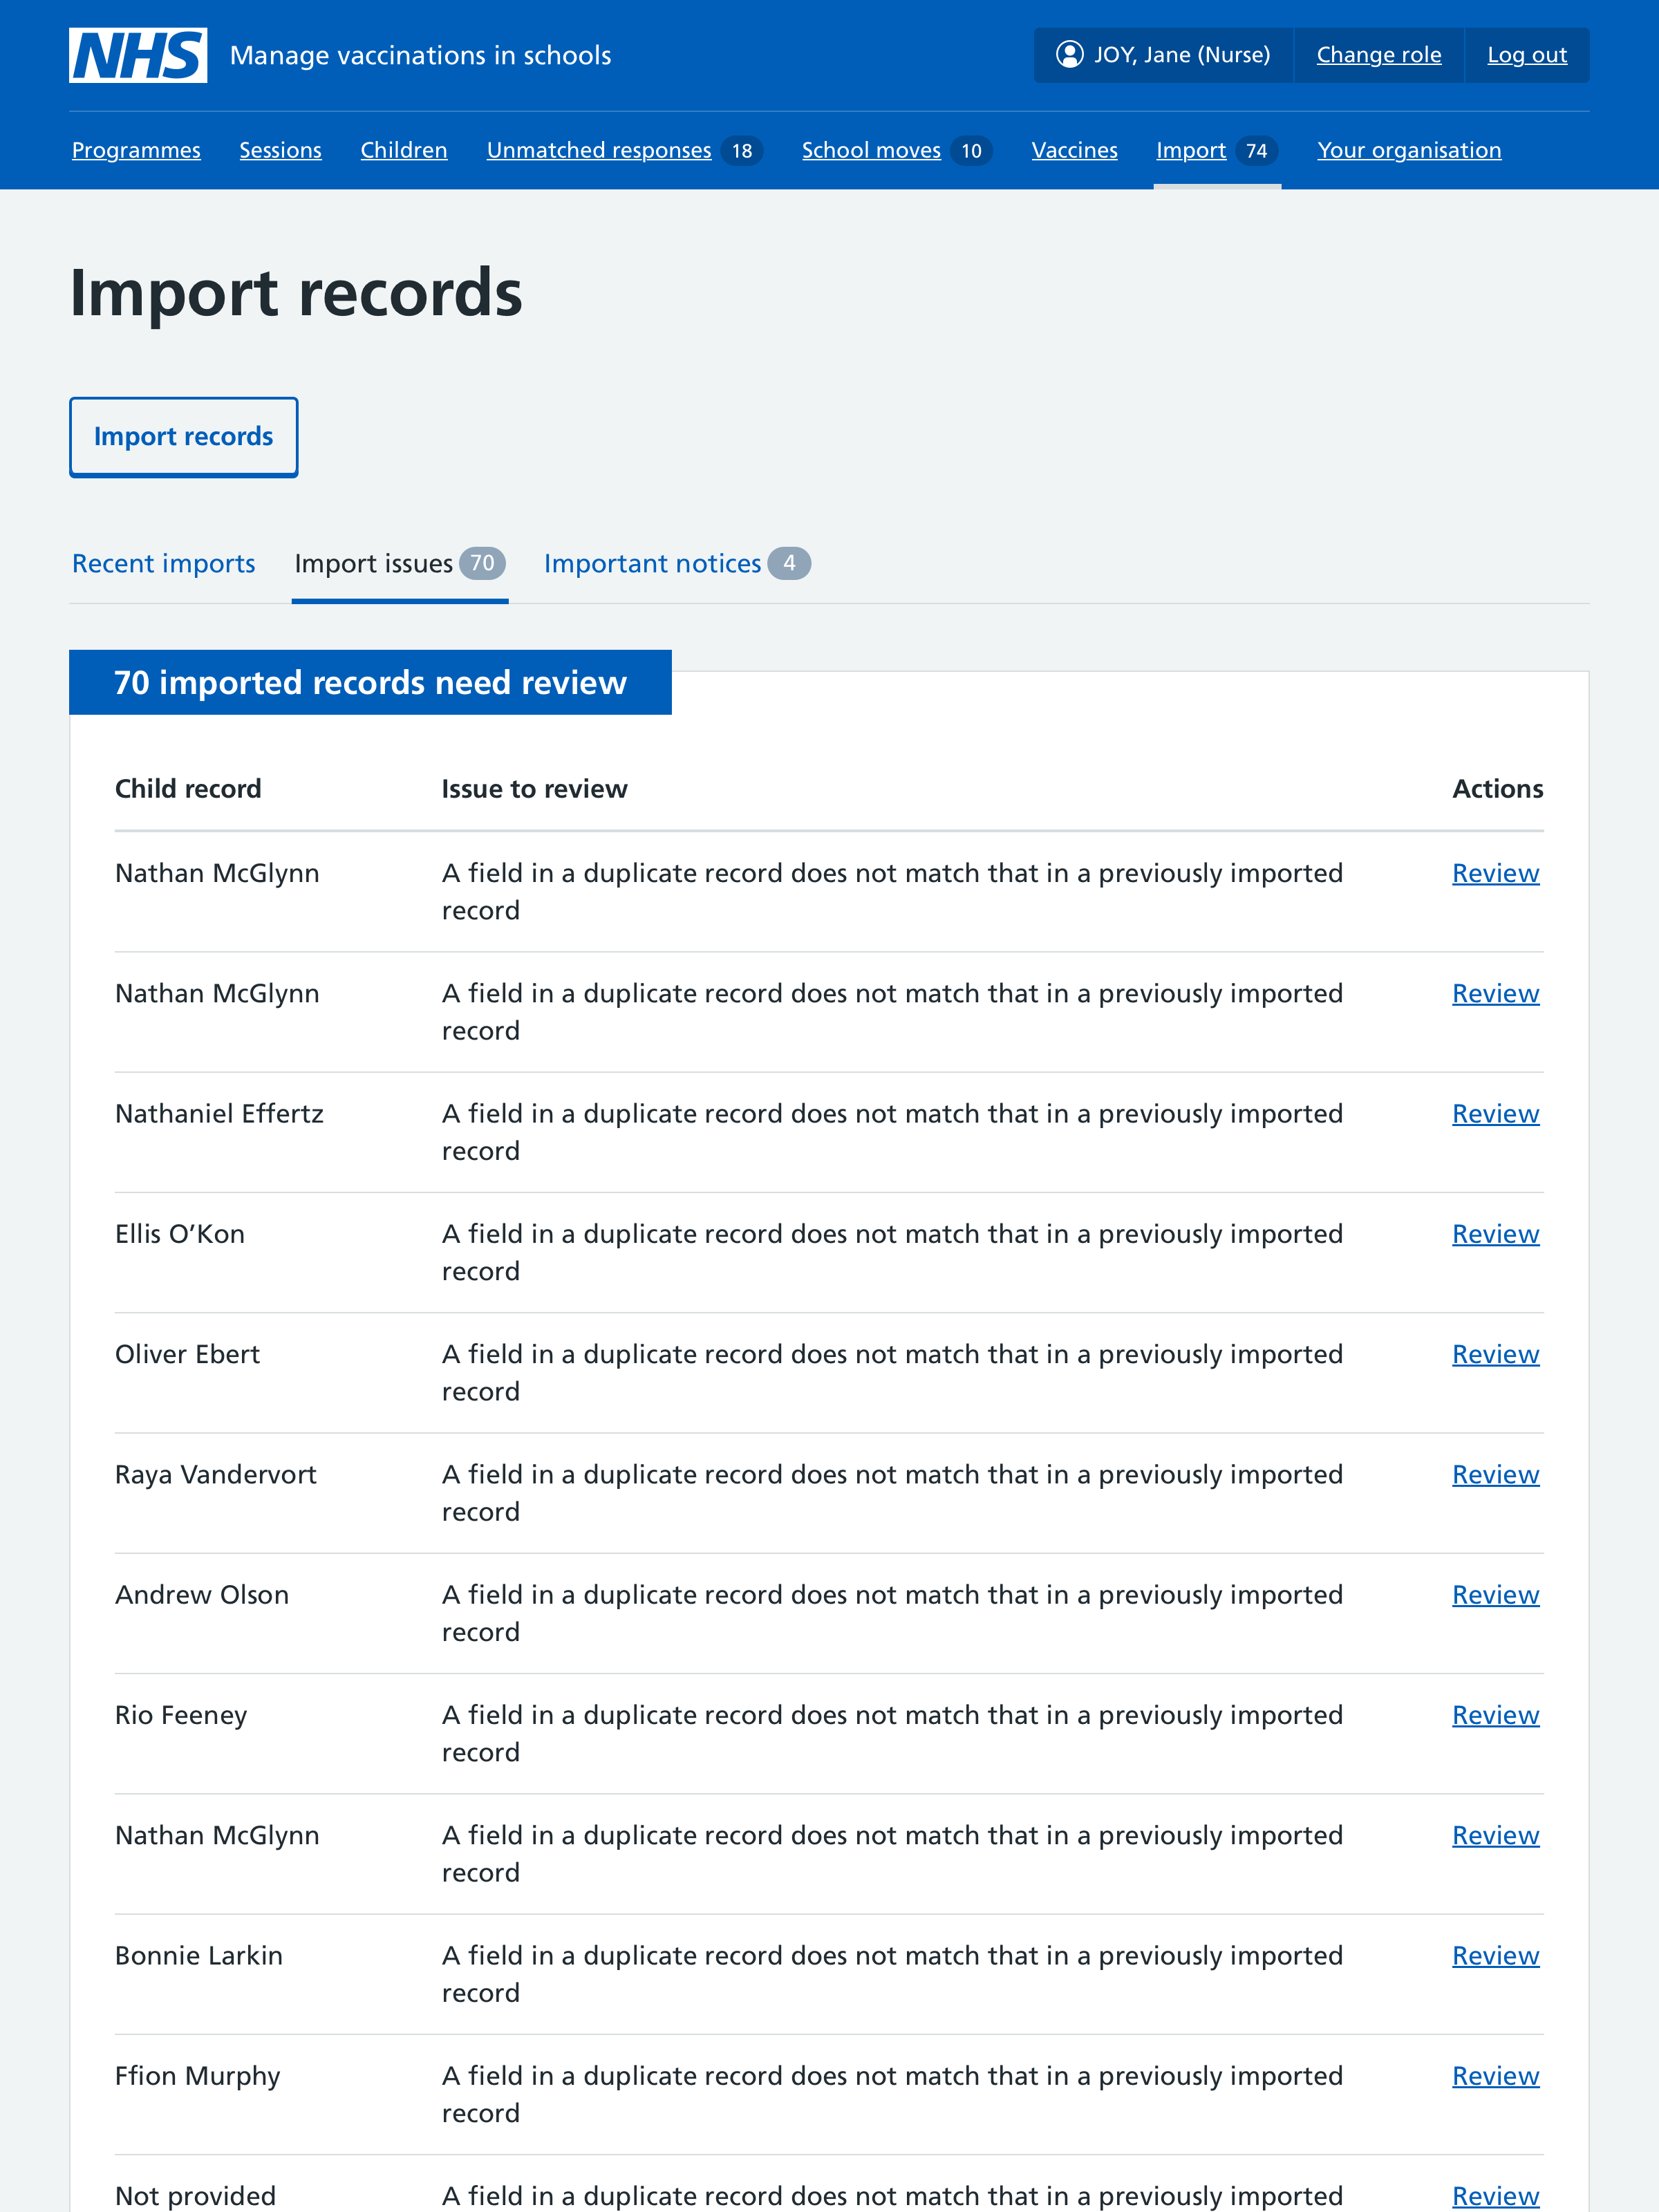 NHS Manage vaccinations in schools JOY, Jane (Nurse) Change role Log out
Programmes Sessions Children Unmatched responses 18 School moves 10 Vaccines Import 74 Your organisation
Import records
Import records
Recent imports Import issues 70 Important notices 4
70 imported records need review
Child record Issue to review Actions
Nathan McGlynn A field in a duplicate record does not match that in a previously imported Review
record
Nathan McGlynn A field in a duplicate record does not match that in a previously imported Review
record
Nathaniel Effertz A field in a duplicate record does not match that in a previously imported Review
record
Ellis O’Kon A field in a duplicate record does not match that in a previously imported Review
record
Oliver Ebert A field in a duplicate record does not match that in a previously imported Review
record
Raya Vandervort A field in a duplicate record does not match that in a previously imported Review
record
Andrew Olson A field in a duplicate record does not match that in a previously imported Review
record
Rio Feeney A field in a duplicate record does not match that in a previously imported Review
record
Nathan McGlynn A field in a duplicate record does not match that in a previously imported Review
record
Bonnie Larkin A field in a duplicate record does not match that in a previously imported Review
record
Ffion Murphy A field in a duplicate record does not match that in a previously imported Review
record
Not provided A field in a duplicate record does not match that in a previously imported Review